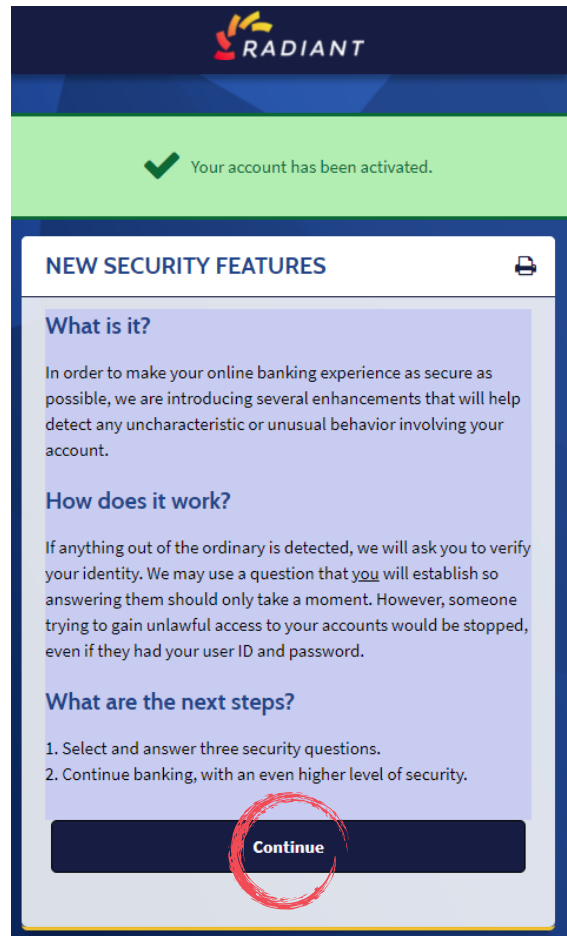 RADIANT
Your account has been activated.
NEW SECURITY FEATURES
What is it?
In order to make your online banking experience as secure as
possible, we are introducing several enhancements that will help
detect any uncharacteristic or unusual behavior involving your
account.
How does it work?
If anything out of the ordinary is detected, we will ask you to verify
your identity. We may use a question that you will establish so
answering them should only take a moment. However, someone
trying to gain unlawful access to your accounts would be stopped,
even if they had your user ID and password.
What are the next steps?
1. Select and answer three security questions.
2. Continue banking, with an even higher level of security.
Continue